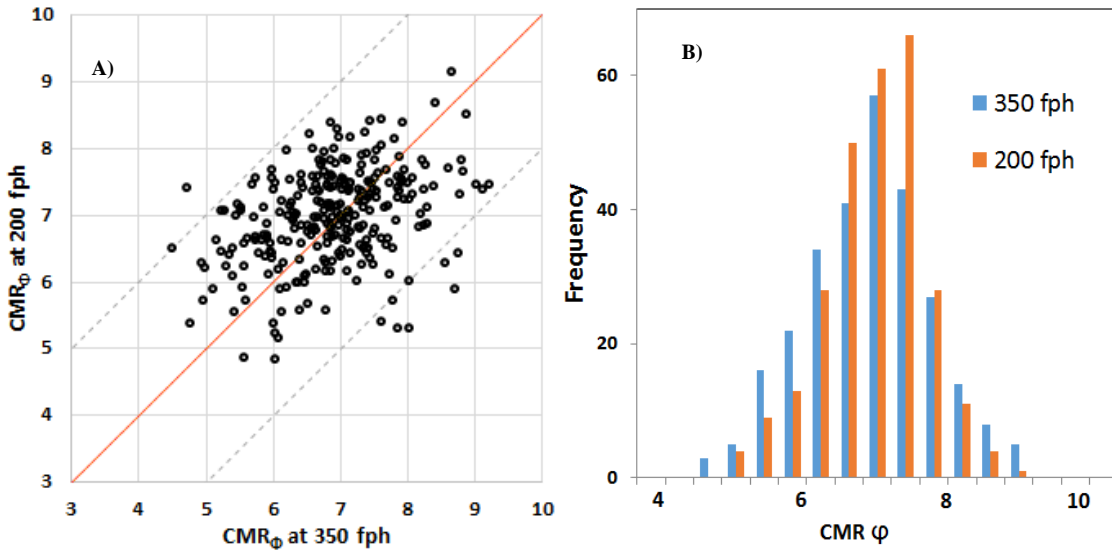 A)
10
9
8
7
6
5
4
3
3 4 5 6 7 8 9 10
CMRΦ at 200 fph
CMRΦ at 350 fph
B)
60
40
20
0
4 6 8 10
Frequency
CMR φ
350 fph
200 fph